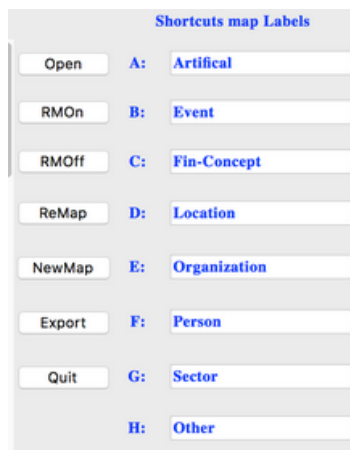 Shortcuts map Labels
Open A: Artifical
RMOn B: Event
RMOff C: Fin-Concept
ReMap D: Location
NewMap E: Organization
Export F: Person
Quit G: Sector
H: Other